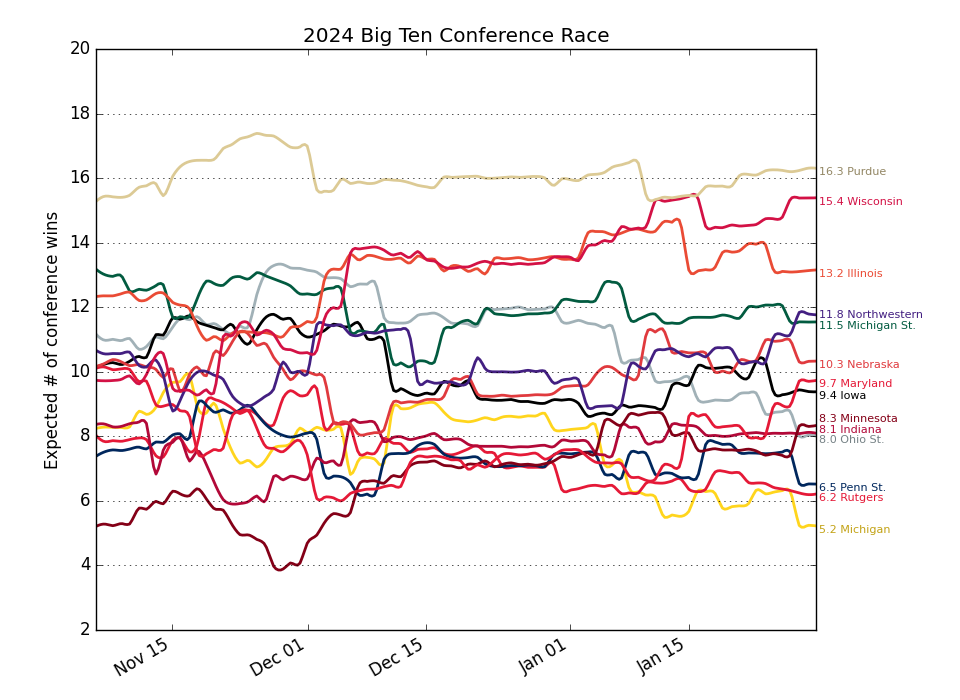 2024 Big Ten Conference Race
Expected # of conference wins
20
18
16
14
12
10
8
6
4
2
16.3 Purdue
15.4 Wisconsin
13.2 Illinois
11.8 Northwestern
11.5 Michigan St.
10.3 Nebraska
9.7 Maryland
9.4 Iowa
8.3 Minnesota
8.1 Indiana
8.0 Ohio St.
6.5 Penn St.
6.2 Rutgers
5.2 Michigan
Nov 15
Dec 01
Dec 15
Jan 01
Jan 15